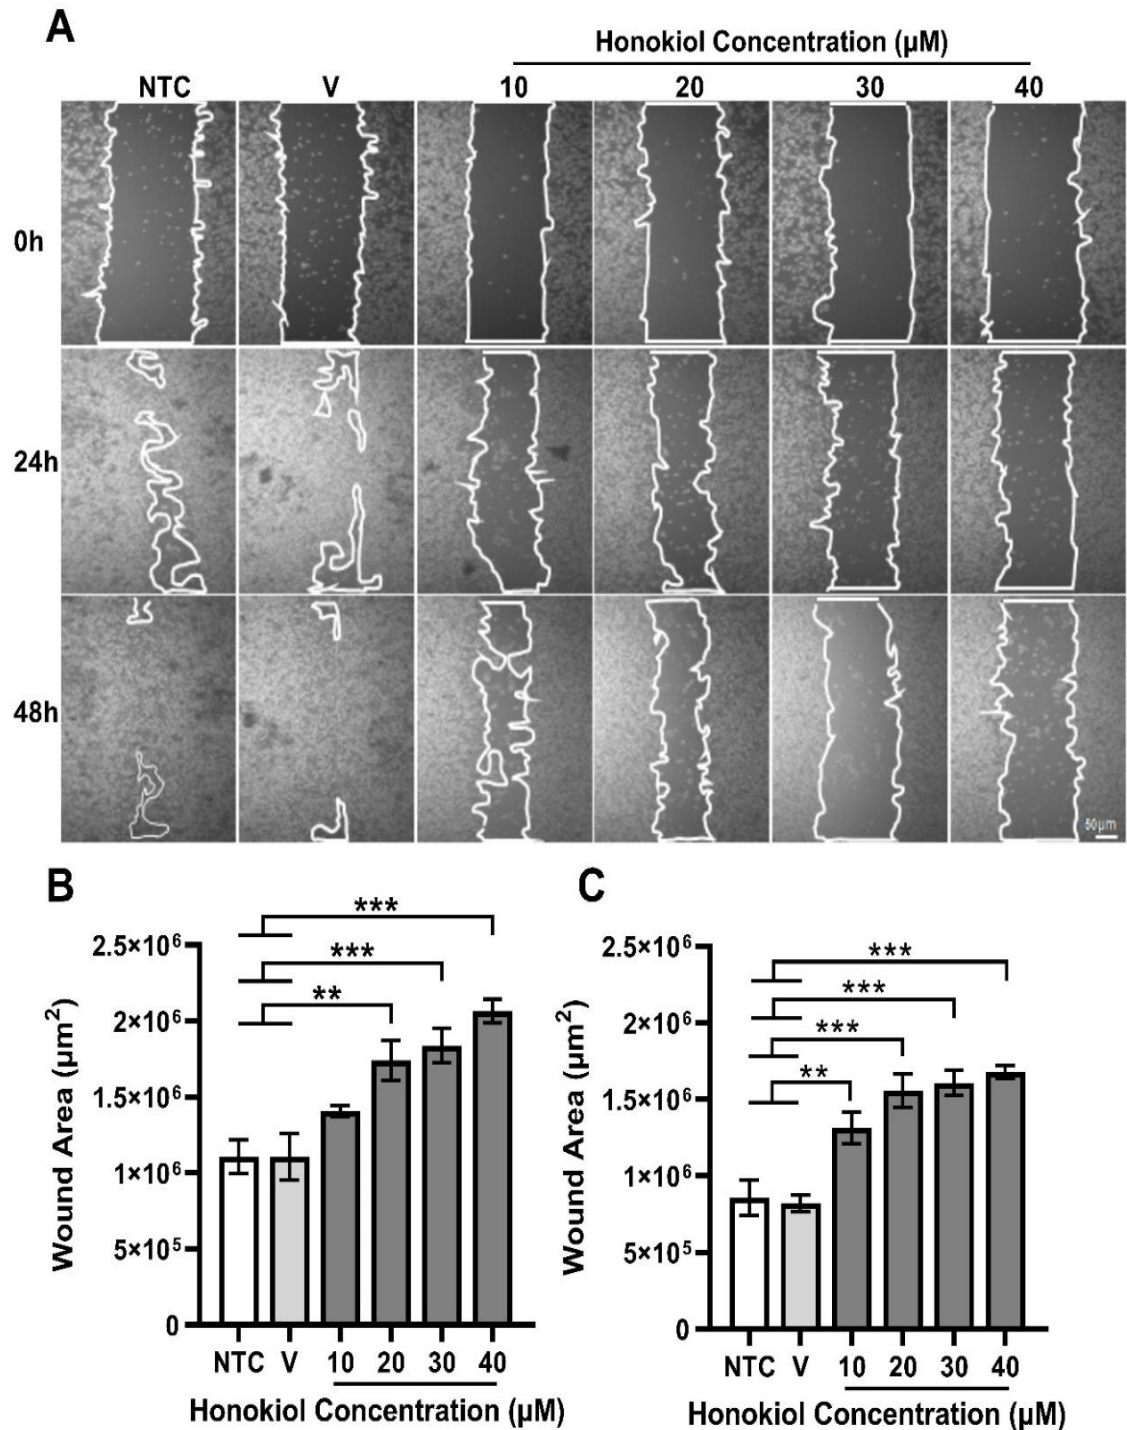 A
Honokiol Concentration (µM)
NTC V 10 20 30 40
0h
24h
48h
50µm
B
***
***
**
2.5×10⁶
2×10⁶
1.5×10⁶
1×10⁶
5×10⁵
0
Wound Area (µm²)
NTC V 10 20 30 40
Honokiol Concentration (µM)
C
***
***
***
**
2.5×10⁶
2×10⁶
1.5×10⁶
1×10⁶
5×10⁵
0
Wound Area (µm²)
NTC V 10 20 30 40
Honokiol Concentration (µM)